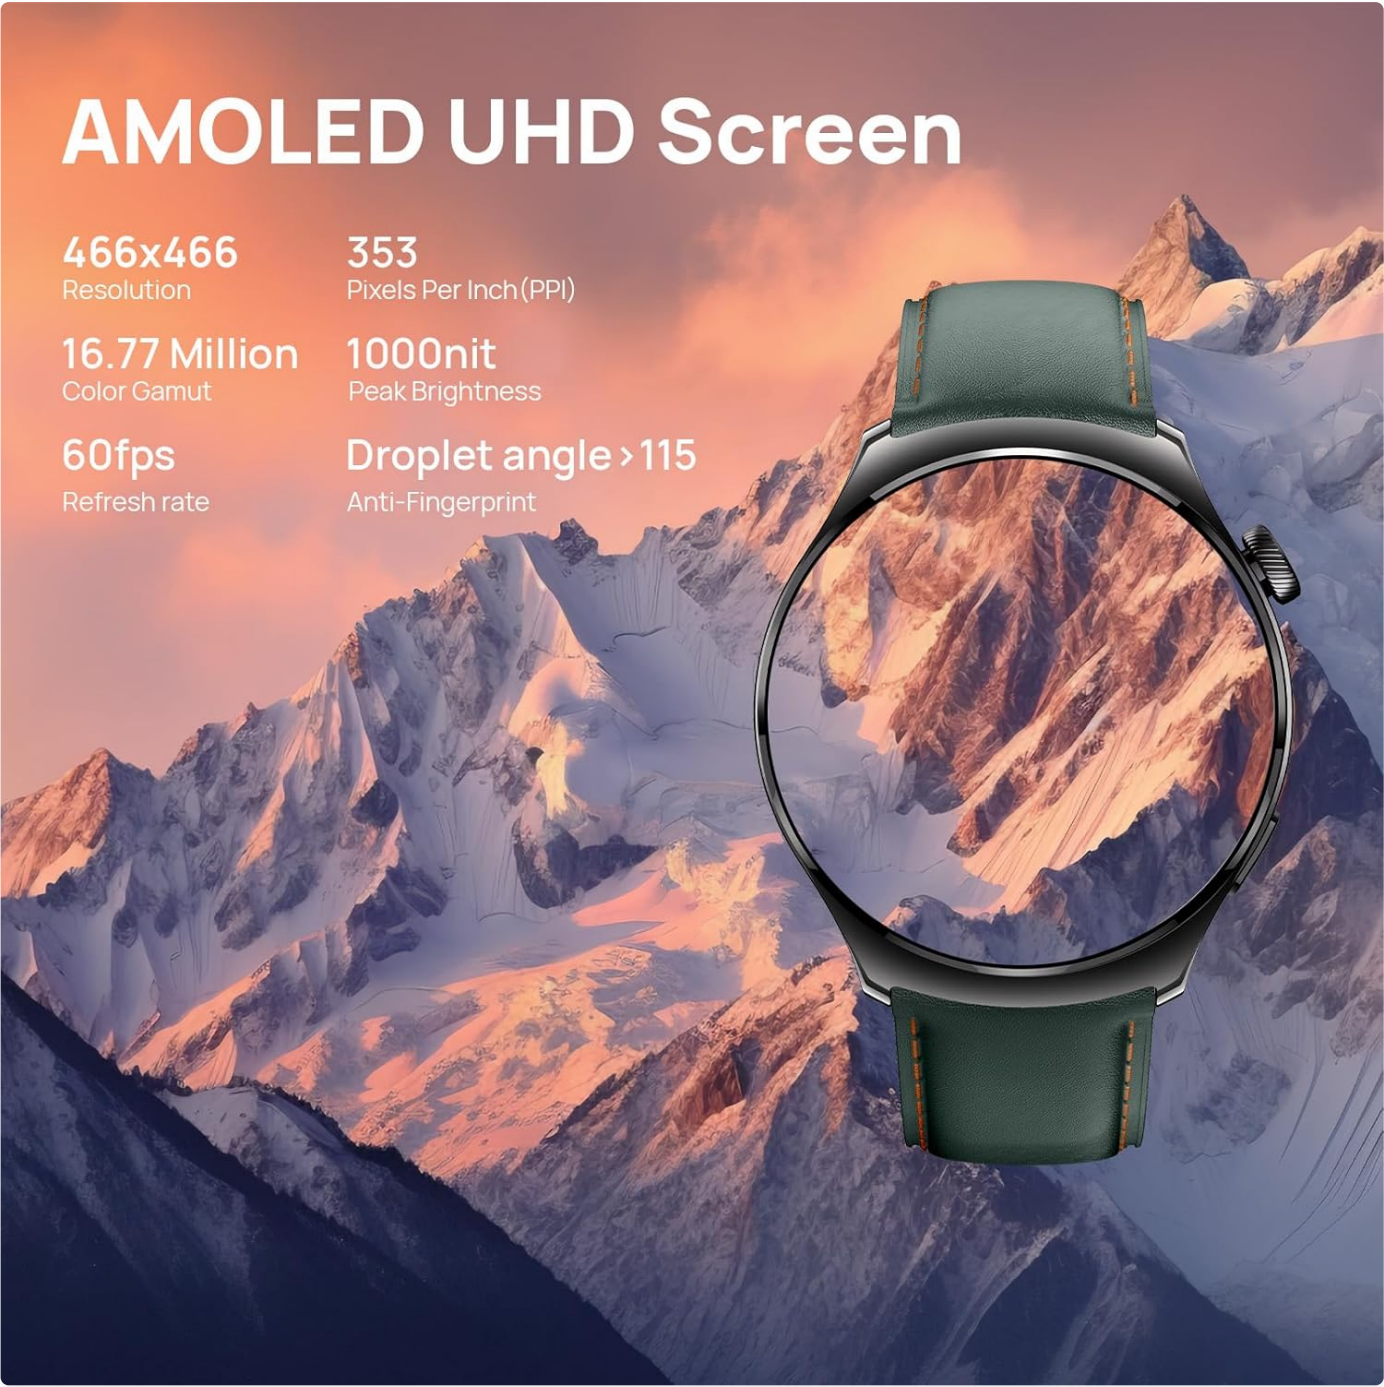 AMOLED UHD Screen
466x466
Resolution
353
Pixels Per Inch(PPI)
16.77 Million
Color Gamut
1000nit
Peak Brightness
60fps
Refresh rate
Droplet angle>115
Anti-Fingerprint